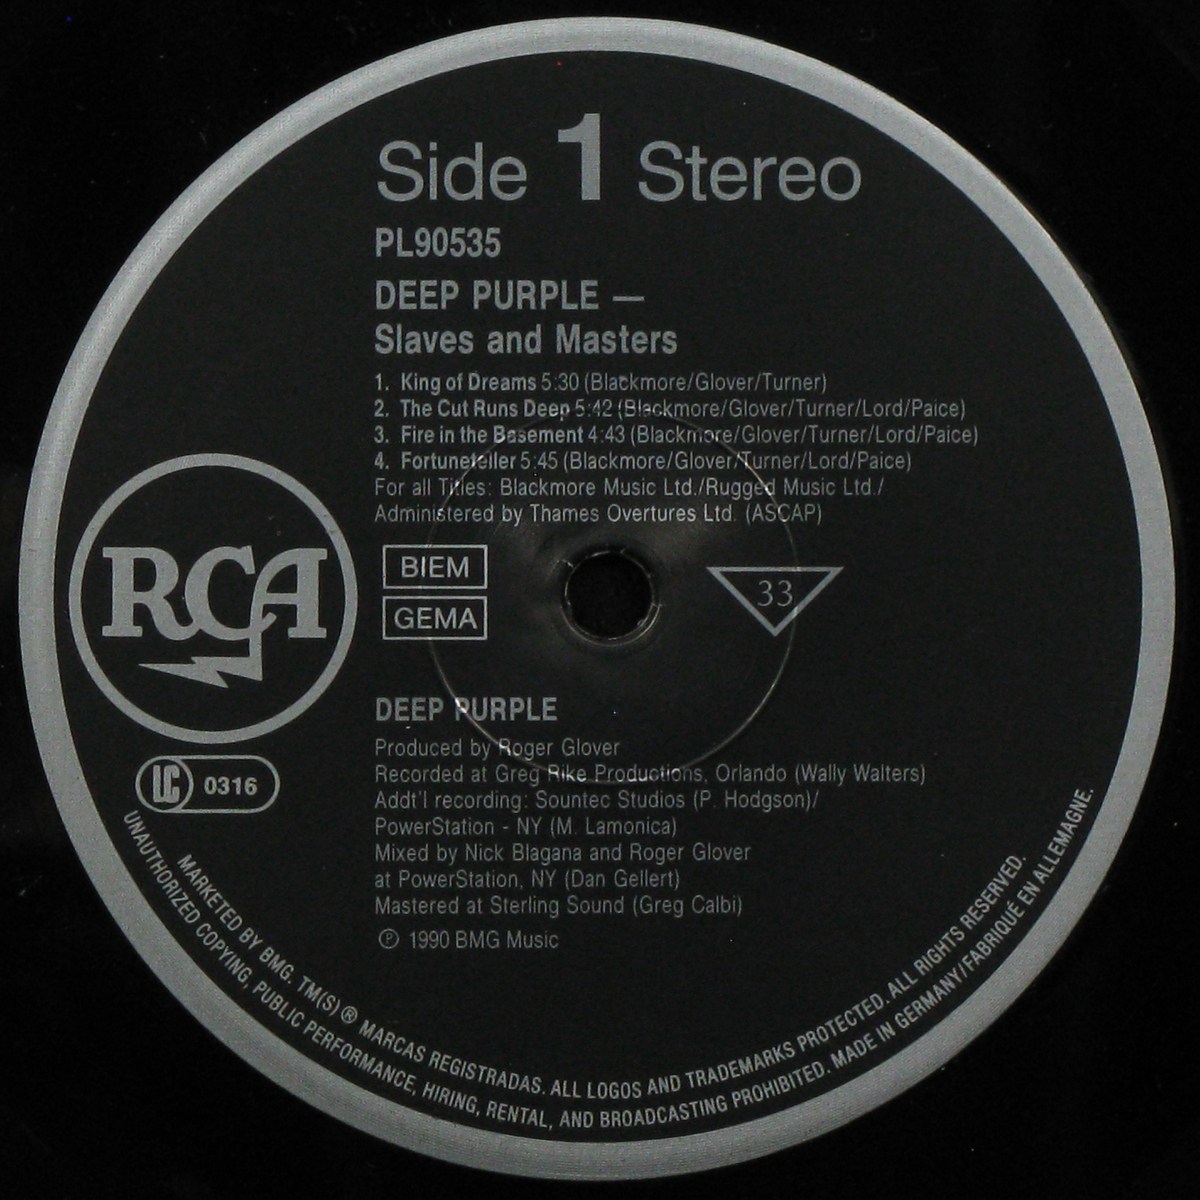 Side 1 Stereo
PL90535
DEEP PURPLE —
Slaves and Masters
1. King of Dreams 5:30 (Blackmore/Glover/Turner)
2. The Cut Runs Deep 5:42 (Blackmore/Glover/Turner/Lord/Paice)
3. Fire in the Basement 4:43 (Blackmore/Glover/Turner/Lord/Paice)
4. Fortuneteller 5:45 (Blackmore/Glover/Turner/Lord/Paice)
For all Titles: Blackmore Music Ltd./Rugged Music Ltd./
Administered by Thames Overtures Ltd. (ASCAP)
RCA
BIEM
GEMA
33
DEEP PURPLE
Produced by Roger Glover
Recorded at Greg Rike Productions, Orlando (Wally Walters)
Addt'l recording: Sountec Studios (P. Hodgson)/
PowerStation - NY (M. Lamonica)
Mixed by Nick Blagana and Roger Glover
at PowerStation, NY (Dan Gellert)
Mastered at Sterling Sound (Greg Calbi)
℗ 1990 BMG Music
LC 0316
MARKETED BY BMG. TM(S) ® MARCAS REGISTRADAS. ALL LOGOS AND TRADEMARKS PROTECTED. ALL RIGHTS RESERVED.
UNAUTHORIZED COPYING, PUBLIC PERFORMANCE, HIRING, RENTAL, AND BROADCASTING PROHIBITED. MADE IN GERMANY/FABRIQUÉ EN ALLEMAGNE.